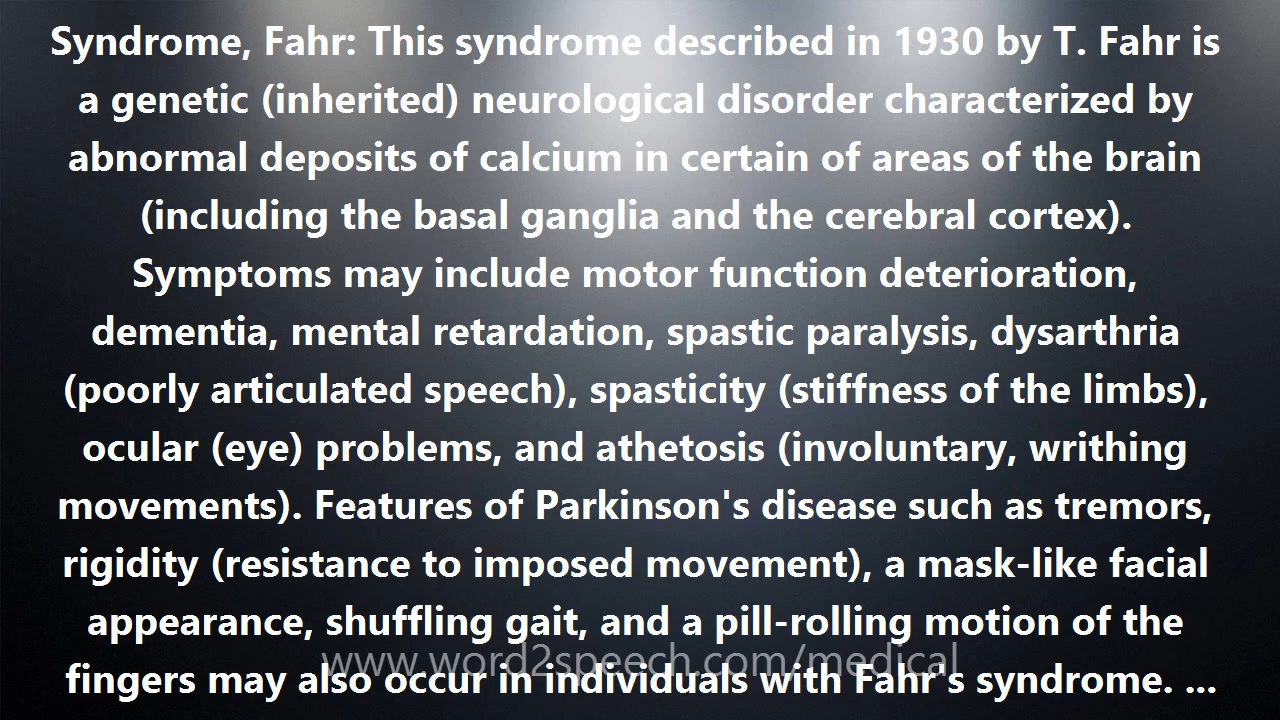 Syndrome, Fahr: This syndrome described in 1930 by T. Fahr is
a genetic (inherited) neurological disorder characterized by
abnormal deposits of calcium in certain of areas of the brain
(including the basal ganglia and the cerebral cortex).
Symptoms may include motor function deterioration,
dementia, mental retardation, spastic paralysis, dysarthria
(poorly articulated speech), spasticity (stiffness of the limbs),
ocular (eye) problems, and athetosis (involuntary, writhing
movements). Features of Parkinson's disease such as tremors,
rigidity (resistance to imposed movement), a mask-like facial
appearance, shuffling gait, and a pill-rolling motion of the
www.word2speech.com/medical
fingers may also occur in individuals with Fahr's syndrome. ...